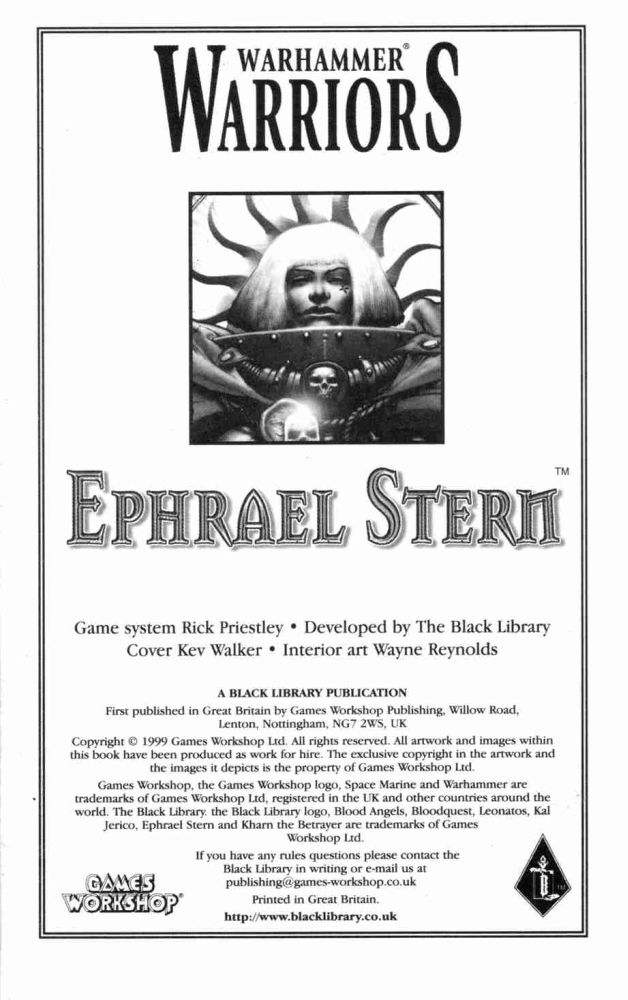 WARHAMMER®
WARRIORS
EPHRAEL STERN™
Game system Rick Priestley • Developed by The Black Library
Cover Kev Walker • Interior art Wayne Reynolds
A BLACK LIBRARY PUBLICATION
First published in Great Britain by Games Workshop Publishing, Willow Road,
Lenton, Nottingham, NG7 2WS, UK
Copyright © 1999 Games Workshop Ltd. All rights reserved. All artwork and images within
this book have been produced as work for hire. The exclusive copyright in the artwork and
the images it depicts is the property of Games Workshop Ltd.
Games Workshop, the Games Workshop logo, Space Marine and Warhammer are
trademarks of Games Workshop Ltd, registered in the UK and other countries around the
world. The Black Library. the Black Library logo, Blood Angels, Bloodquest, Leonatos, Kal
Jerico, Ephrael Stern and Kharn the Betrayer are trademarks of Games
Workshop Ltd.
If you have any rules questions please contact the
Black Library in writing or e-mail us at
publishing@games-workshop.co.uk
Printed in Great Britain.
http://www.blacklibrary.co.uk
GAMES
WORKSHOP®
L TM